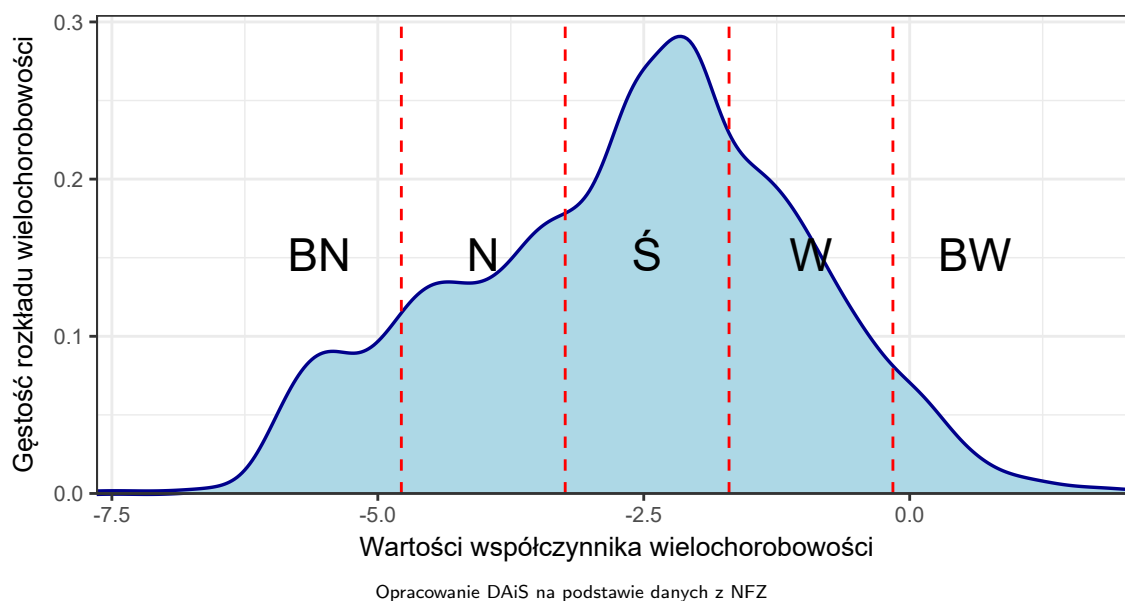 Gęstość rozkładu wielochorobowości
0.3
0.2
0.1
0.0
BN N Ś W BW
-7.5 -5.0 -2.5 0.0
Wartości współczynnika wielochorobowości
Opracowanie DAiS na podstawie danych z NFZ